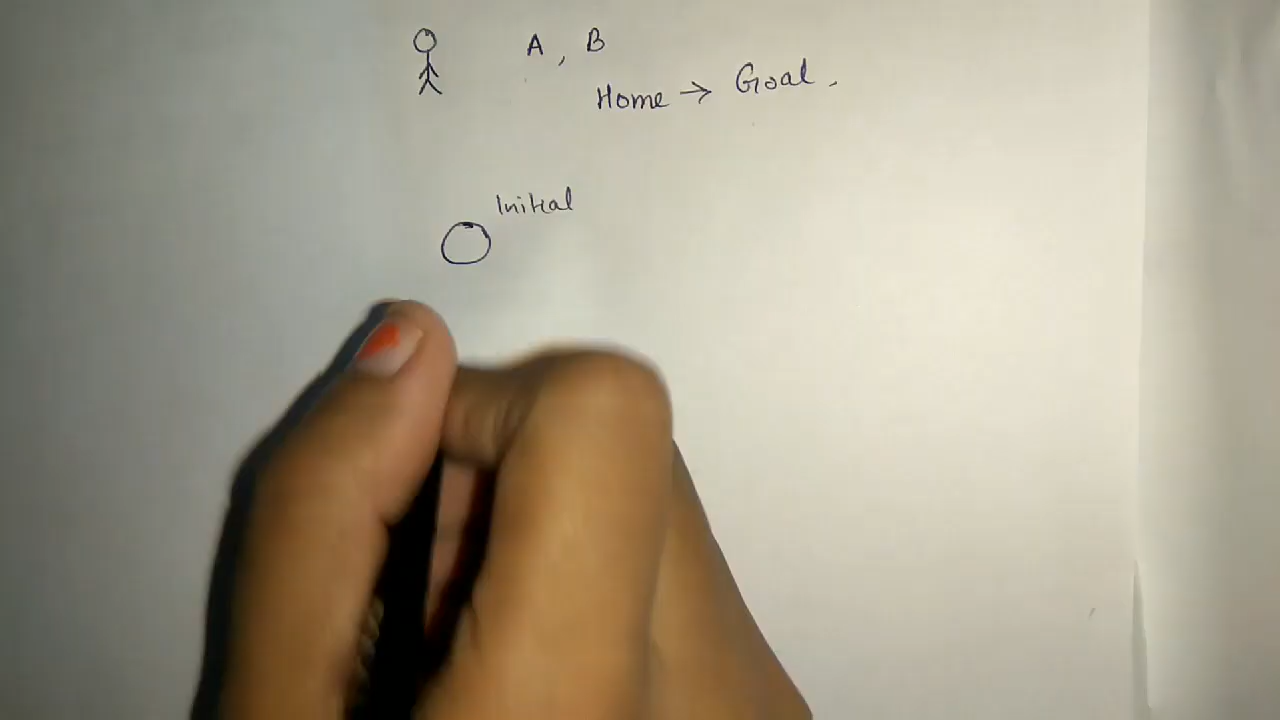 A , B
Home → Goal .
Initial